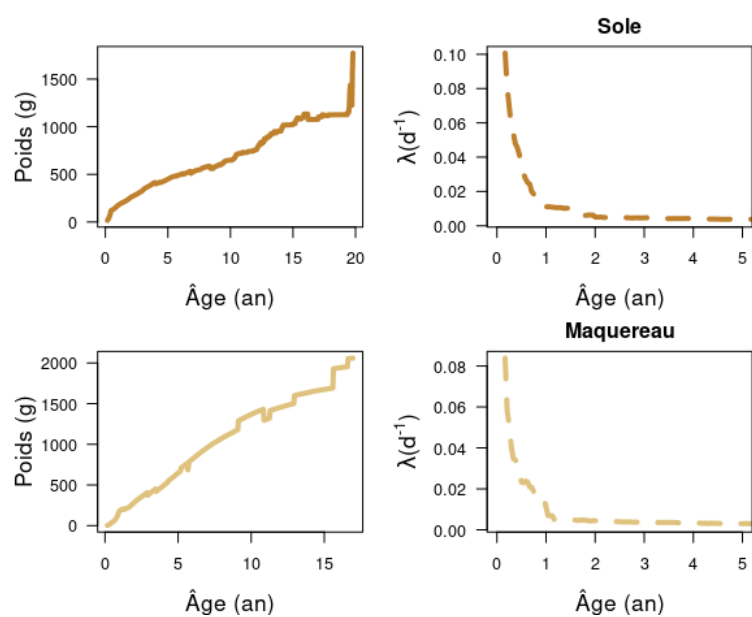 Poids (g)
1500
1000
500
0
0 5 10 15 20
Âge (an)
Sole
λ(d⁻¹)
0.10
0.08
0.06
0.04
0.02
0.00
0 1 2 3 4 5
Âge (an)
Poids (g)
2000
1500
1000
500
0
0 5 10 15
Âge (an)
Maquereau
λ(d⁻¹)
0.08
0.06
0.04
0.02
0.00
0 1 2 3 4 5
Âge (an)